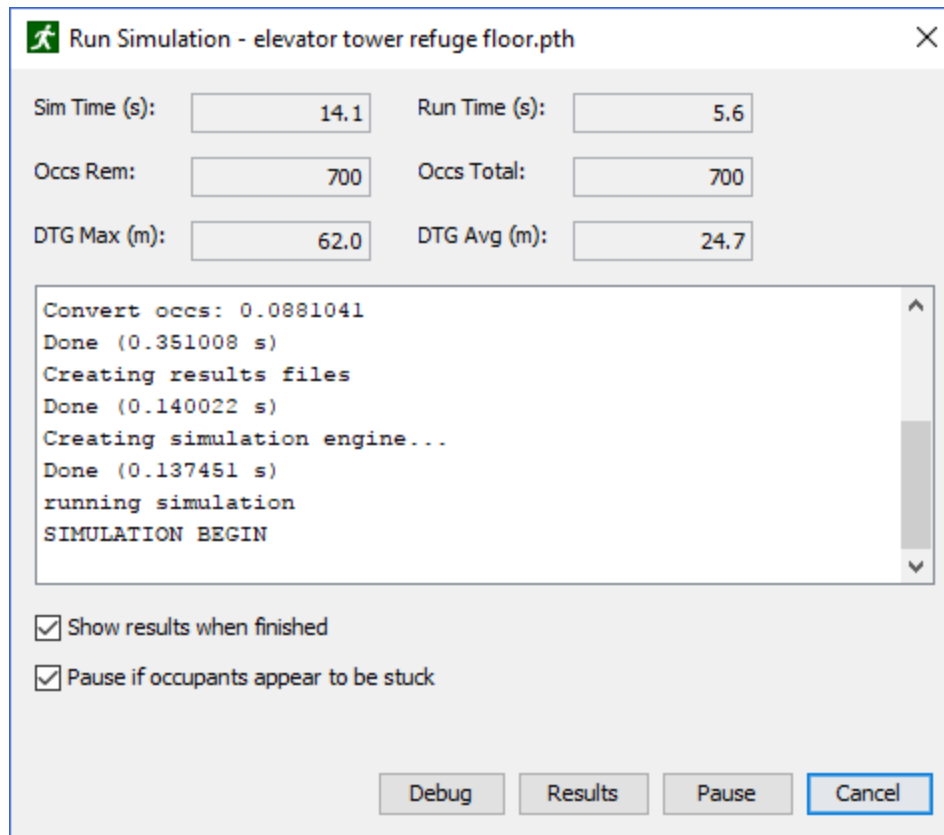 Run Simulation - elevator tower refuge floor.pth
Sim Time (s): 14.1 Run Time (s): 5.6
Occs Rem: 700 Occs Total: 700
DTG Max (m): 62.0 DTG Avg (m): 24.7
Convert occs: 0.0881041
Done (0.351008 s)
Creating results files
Done (0.140022 s)
Creating simulation engine...
Done (0.137451 s)
running simulation
SIMULATION BEGIN
Show results when finished
Pause if occupants appear to be stuck
Debug Results Pause Cancel